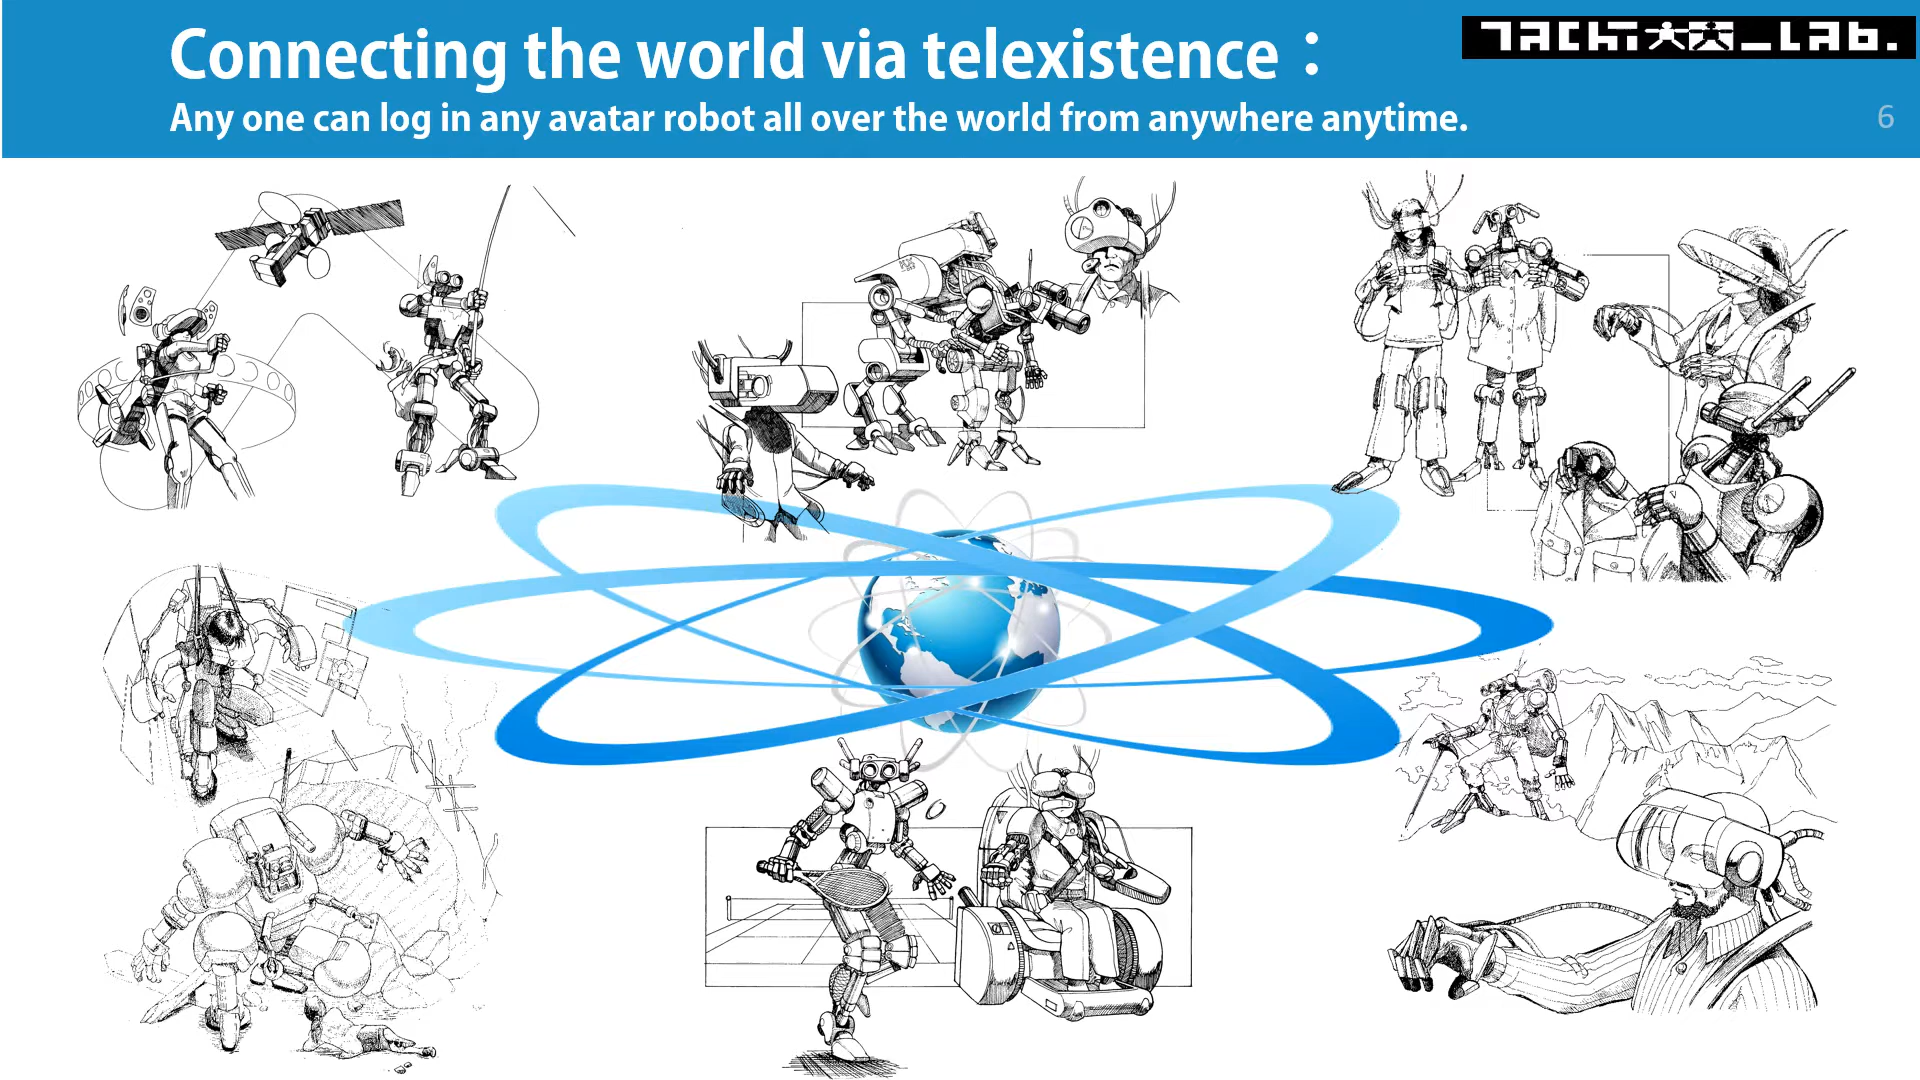 Connecting the world via telexistence：
Any one can log in any avatar robot all over the world from anywhere anytime.
TACHI_LAB.
6